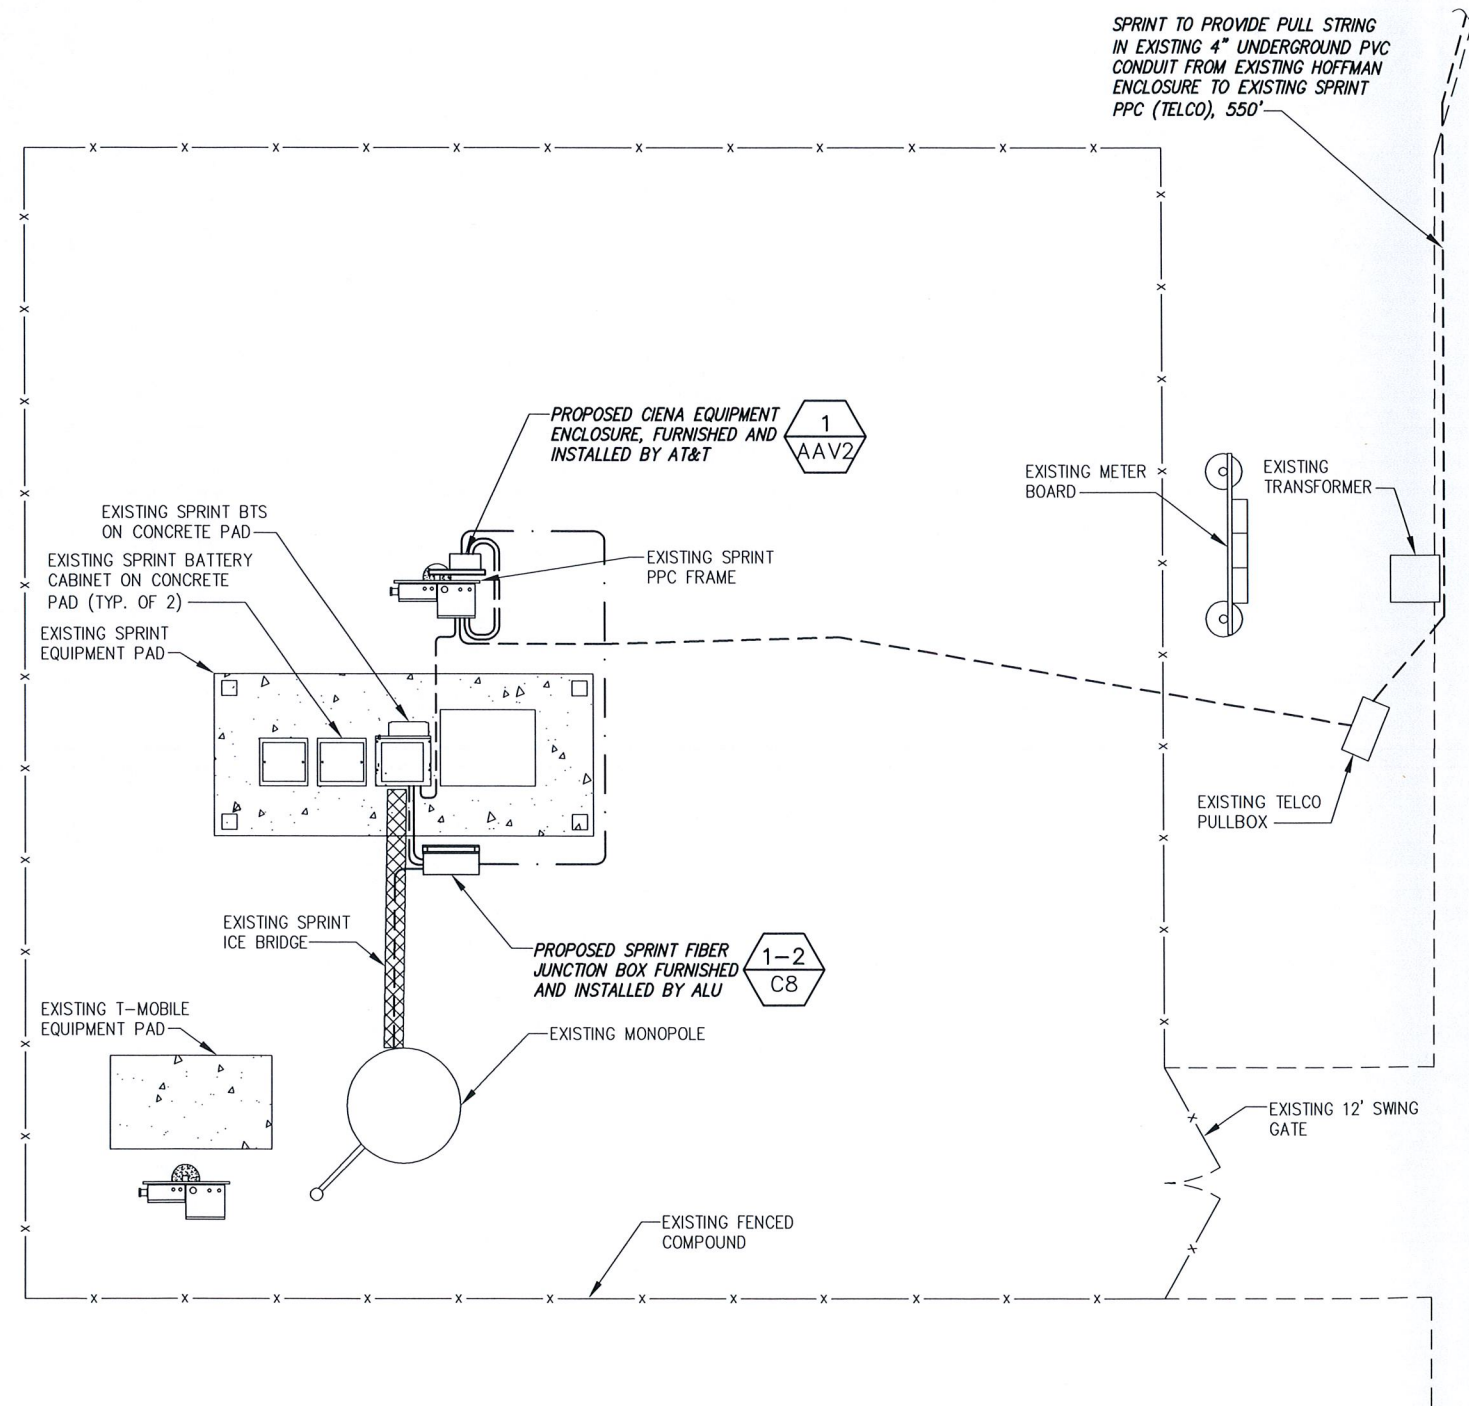 SPRINT TO PROVIDE PULL STRING
IN EXISTING 4" UNDERGROUND PVC
CONDUIT FROM EXISTING HOFFMAN
ENCLOSURE TO EXISTING SPRINT
PPC (TELCO), 550'
PROPOSED CIENA EQUIPMENT
ENCLOSURE, FURNISHED AND
INSTALLED BY AT&T
1
AAV2
EXISTING METER
BOARD
EXISTING
TRANSFORMER
EXISTING SPRINT BTS
ON CONCRETE PAD
EXISTING SPRINT BATTERY
CABINET ON CONCRETE
PAD (TYP. OF 2)
EXISTING SPRINT
PPC FRAME
EXISTING SPRINT
EQUIPMENT PAD
EXISTING TELCO
PULLBOX
EXISTING SPRINT
ICE BRIDGE
PROPOSED SPRINT FIBER
JUNCTION BOX FURNISHED
AND INSTALLED BY ALU
1-2
C8
EXISTING T-MOBILE
EQUIPMENT PAD
EXISTING MONOPOLE
EXISTING 12' SWING
GATE
EXISTING FENCED
COMPOUND